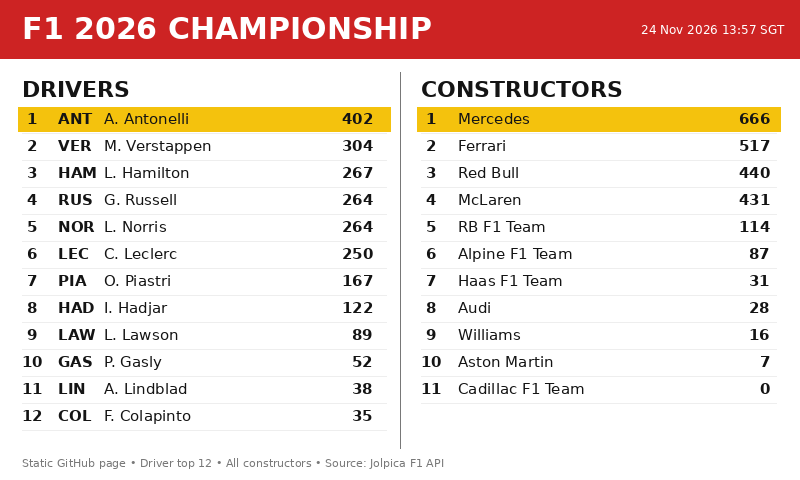 F1 2026 CHAMPIONSHIP
24 Nov 2026 13:57 SGT
DRIVERS
1 ANT A. Antonelli 402
2 VER M. Verstappen 304
3 HAM L. Hamilton 267
4 RUS G. Russell 264
5 NOR L. Norris 264
6 LEC C. Leclerc 250
7 PIA O. Piastri 167
8 HAD I. Hadjar 122
9 LAW L. Lawson 89
10 GAS P. Gasly 52
11 LIN A. Lindblad 38
12 COL F. Colapinto 35
CONSTRUCTORS
1 Mercedes 666
2 Ferrari 517
3 Red Bull 440
4 McLaren 431
5 RB F1 Team 114
6 Alpine F1 Team 87
7 Haas F1 Team 31
8 Audi 28
9 Williams 16
10 Aston Martin 7
11 Cadillac F1 Team 0
Static GitHub page • Driver top 12 • All constructors • Source: Jolpica F1 API